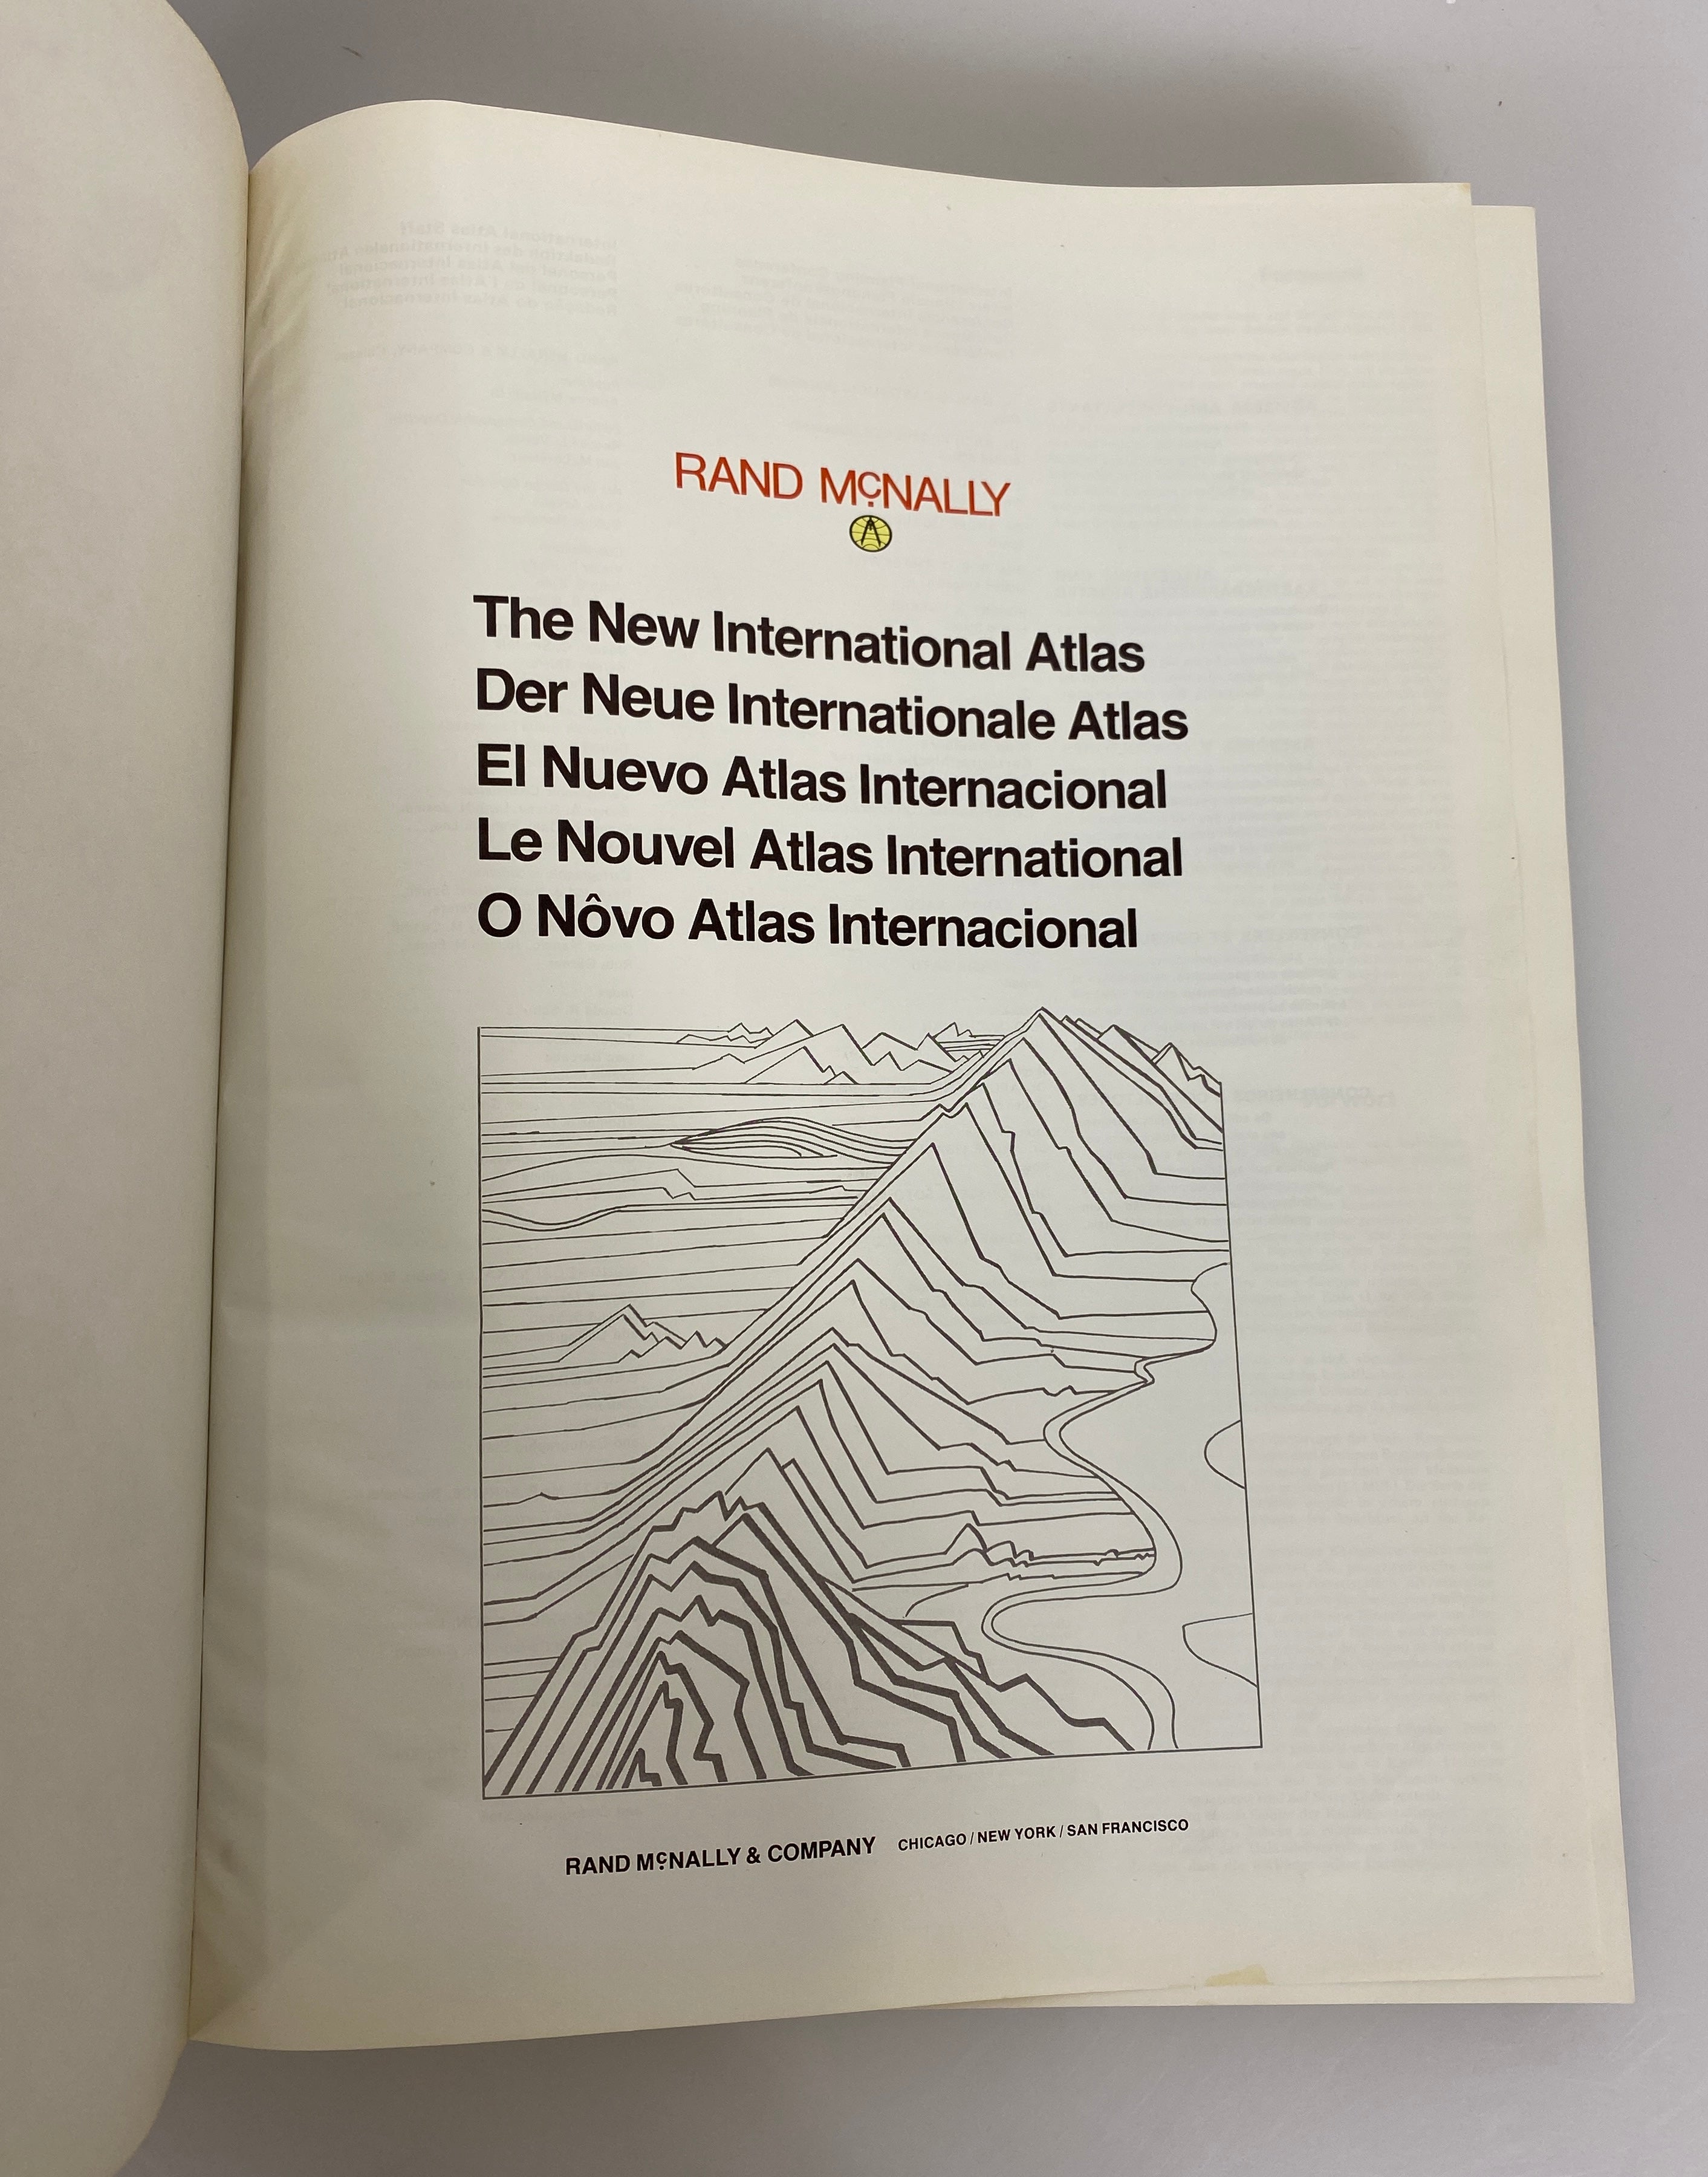 RAND McNALLY
The New International Atlas
Der Neue Internationale Atlas
El Nuevo Atlas Internacional
Le Nouvel Atlas International
O Nôvo Atlas Internacional
RAND McNALLY & COMPANY CHICAGO / NEW YORK / SAN FRANCISCO